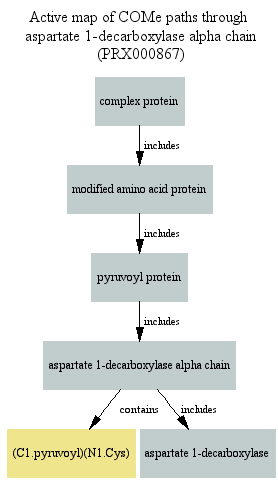 Active map of COMe paths through
aspartate 1-decarboxylase alpha chain
(PRX000867)
complex protein
includes
modified amino acid protein
includes
pyruvoyl protein
includes
aspartate 1-decarboxylase alpha chain
contains
includes
(C1.pyruvoyl)(N1.Cys)
aspartate 1-decarboxylase